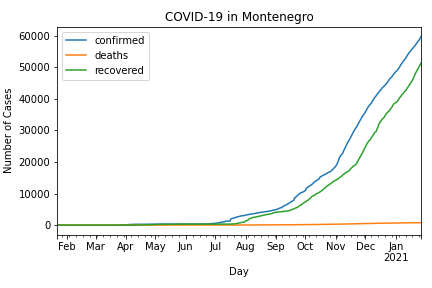 COVID-19 in Montenegro
confirmed
deaths
recovered
Number of Cases
60000
50000
40000
30000
20000
10000
0
Feb Mar Apr May Jun Jul Aug Sep Oct Nov Dec Jan
2021
Day